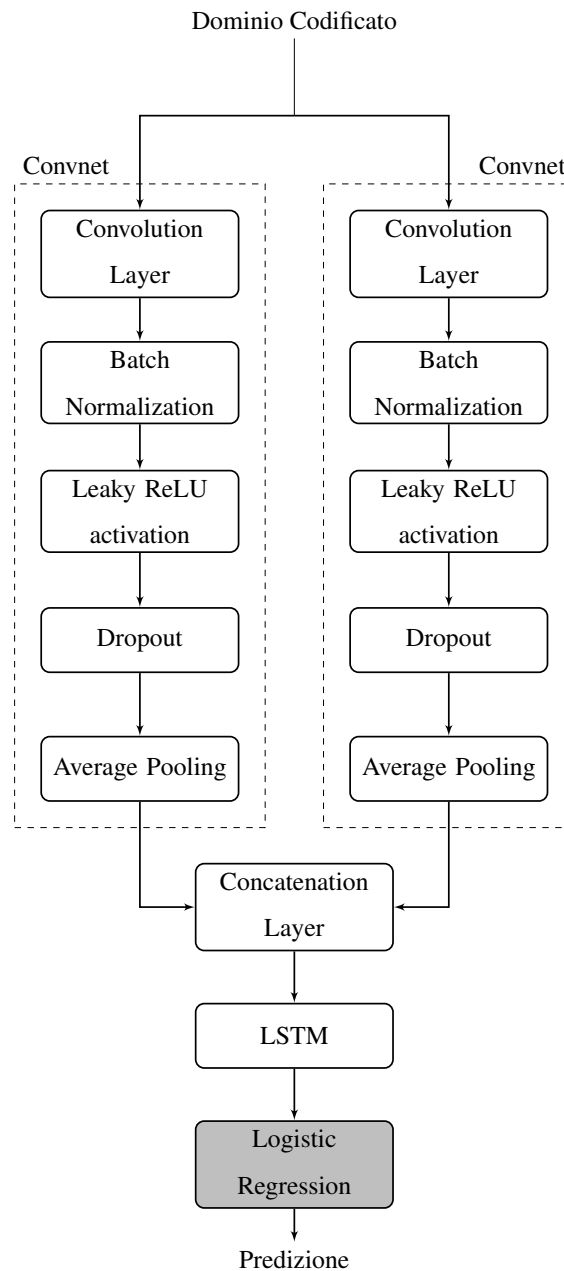 Dominio Codificato
Convnet
Convolution
Layer
Batch
Normalization
Leaky ReLU
activation
Dropout
Average Pooling
Convnet
Convolution
Layer
Batch
Normalization
Leaky ReLU
activation
Dropout
Average Pooling
Concatenation
Layer
LSTM
Logistic
Regression
Predizione